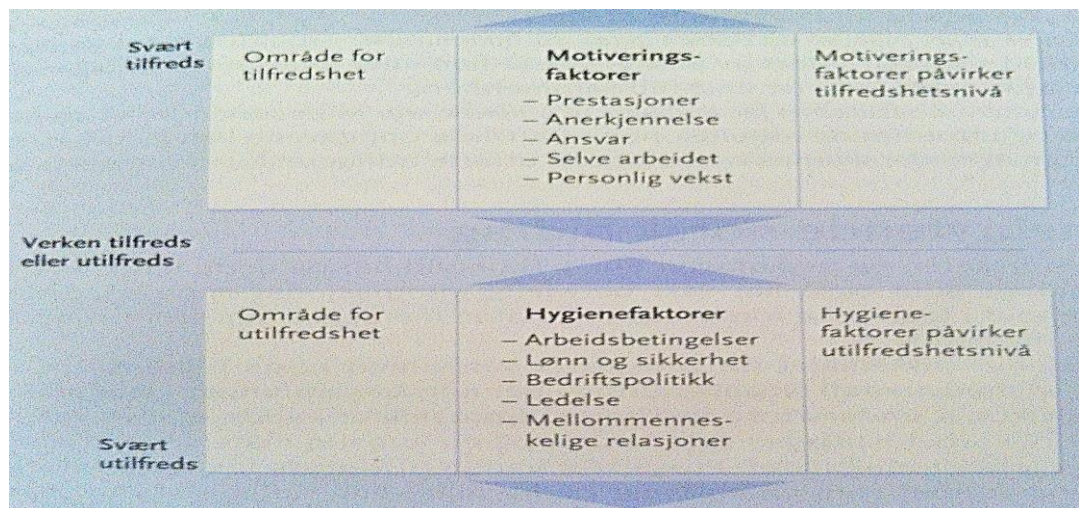 Svært
tilfreds
Område for
tilfredshet
Motiverings-
faktorer
– Prestasjoner
– Anerkjennelse
– Ansvar
– Selve arbeidet
– Personlig vekst
Motiverings-
faktorer påvirker
tilfredshetsnivå
Verken tilfreds
eller utilfreds
Område for
utilfredshet
Hygienefaktorer
– Arbeidsbetingelser
– Lønn og sikkerhet
– Bedriftspolitikk
– Ledelse
– Mellommennes-
kelige relasjoner
Hygiene-
faktorer påvirker
utilfredshetsnivå
Svært
utilfreds